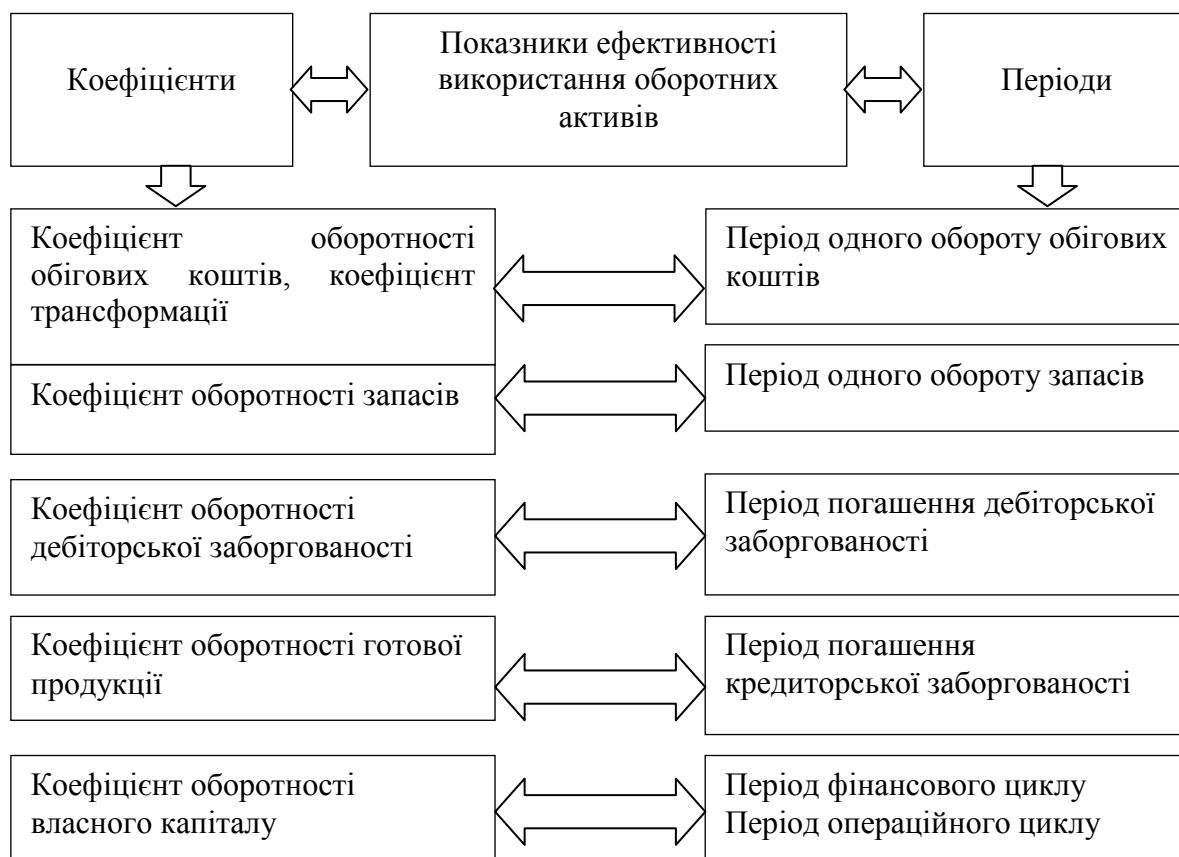 Коефіцієнти
Показники ефективності
використання оборотних
активів
Періоди
Коефіцієнт оборотності
обігових коштів, коефіцієнт
трансформації
Період одного обороту обігових
коштів
Коефіцієнт оборотності запасів
Період одного обороту запасів
Коефіцієнт оборотності
дебіторської заборгованості
Період погашення дебіторської
заборгованості
Коефіцієнт оборотності готової
продукції
Період погашення
кредиторської заборгованості
Коефіцієнт оборотності
власного капіталу
Період фінансового циклу
Період операційного циклу